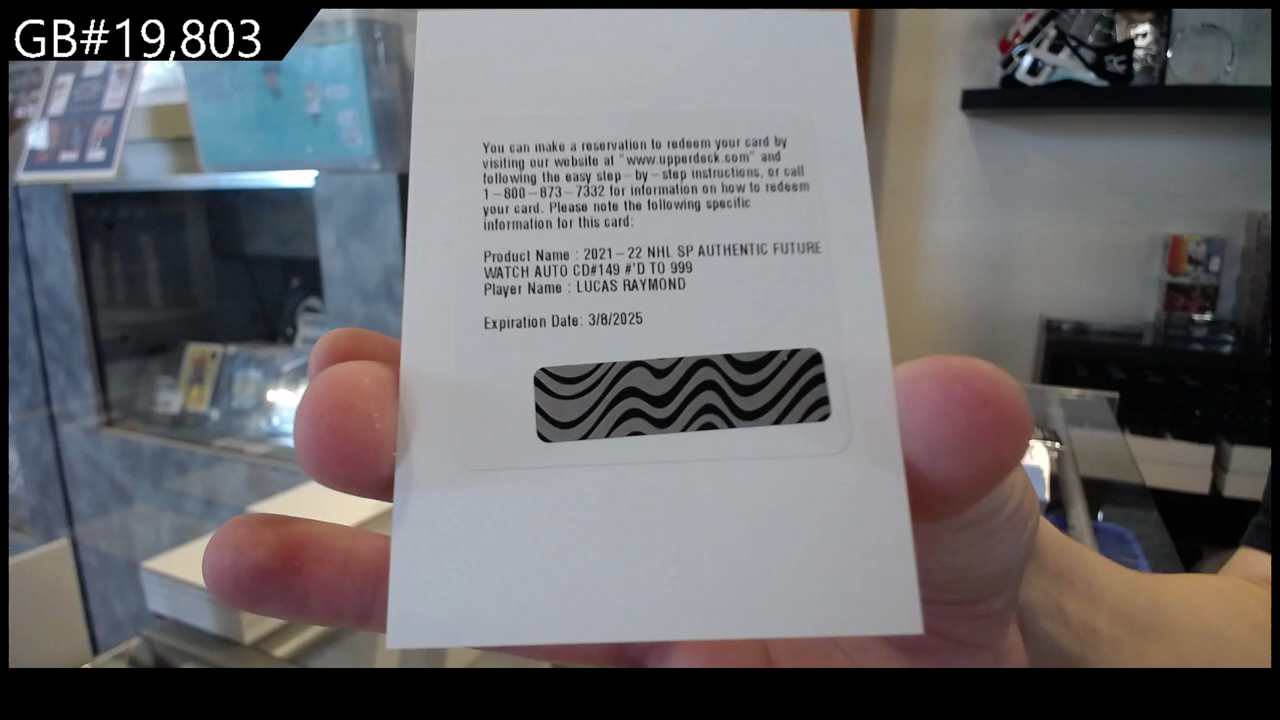 GB#19,803
You can make a reservation to redeem your card by
visiting our website at "www.upperdeck.com" and
following the easy step-by-step instructions, or call
1-800-873-7332 for information on how to redeem
your card. Please note the following specific
information for this card:
Product Name : 2021-22 NHL SP AUTHENTIC FUTURE
WATCH AUTO CD#149 #'D TO 999
Player Name : LUCAS RAYMOND
Expiration Date: 3/8/2025